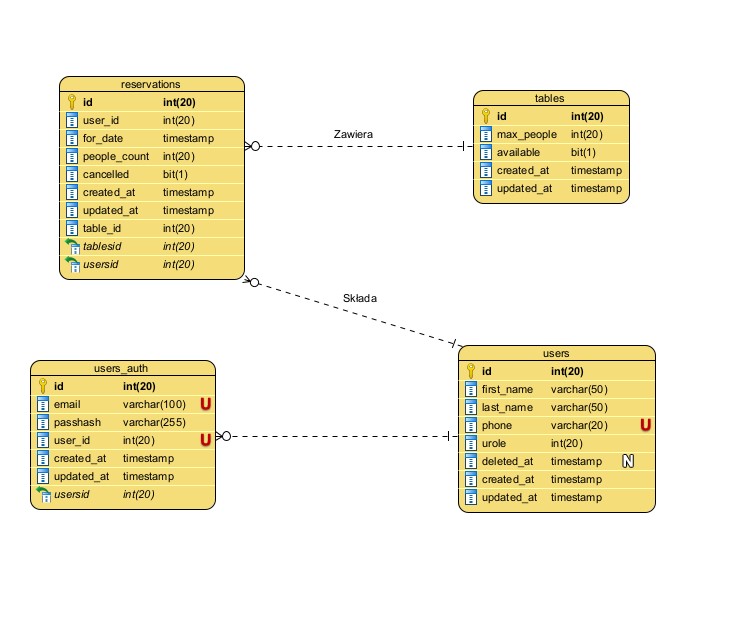 reservations
id int(20)
user_id int(20)
for_date timestamp
people_count int(20)
cancelled bit(1)
created_at timestamp
updated_at timestamp
table_id int(20)
tablesid int(20)
usersid int(20)
Zawiera
tables
id int(20)
max_people int(20)
available bit(1)
created_at timestamp
updated_at timestamp
Składa
users_auth
id int(20)
email varchar(100) U
passhash varchar(255)
user_id int(20) U
created_at timestamp
updated_at timestamp
usersid int(20)
users
id int(20)
first_name varchar(50)
last_name varchar(50)
phone varchar(20) U
urole int(20)
deleted_at timestamp N
created_at timestamp
updated_at timestamp